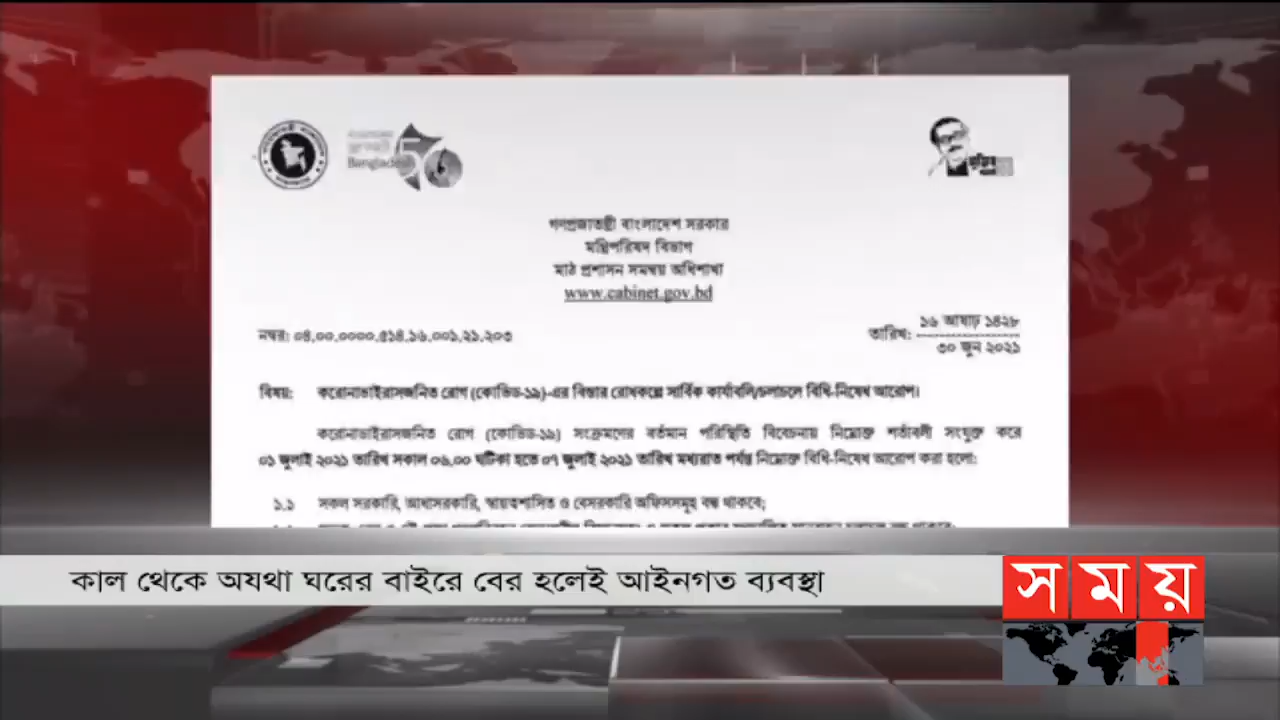 Bangladesh 50
গণপ্রজাতন্ত্রী বাংলাদেশ সরকার
মন্ত্রিপরিষদ বিভাগ
মাঠ প্রশাসন সমন্বয় অধিশাখা
www.cabinet.gov.bd
নম্বর: ০৪.০০.০০০০.৫১৪.১৬.০০১.২১.২০৩
তারিখ: ১৬ আষাঢ় ১৪২৮
৩০ জুন ২০২১
বিষয়: করোনাভাইরাসজনিত রোগ (কোভিড-১৯)-এর বিস্তার রোধকল্পে সার্বিক কার্যাবলি/চলাচলে বিধি-নিষেধ আরোপ।
করোনাভাইরাসজনিত রোগ (কোভিড-১৯) সংক্রমণের বর্তমান পরিস্থিতি বিবেচনায় নিম্নোক্ত শর্তাবলী সংযুক্ত করে
০১ জুলাই ২০২১ তারিখ সকাল ০৬.০০ ঘটিকা হতে ০৭ জুলাই ২০২১ তারিখ মধ্যরাত পর্যন্ত নিম্নোক্ত বিধি-নিষেধ আরোপ করা হলো:
১.১ সকল সরকারি, আধাসরকারি, স্বায়ত্তশাসিত ও বেসরকারি অফিসসমূহ বন্ধ থাকবে;
কাল থেকে অযথা ঘরের বাইরে বের হলেই আইনগত ব্যবস্থা
সময়